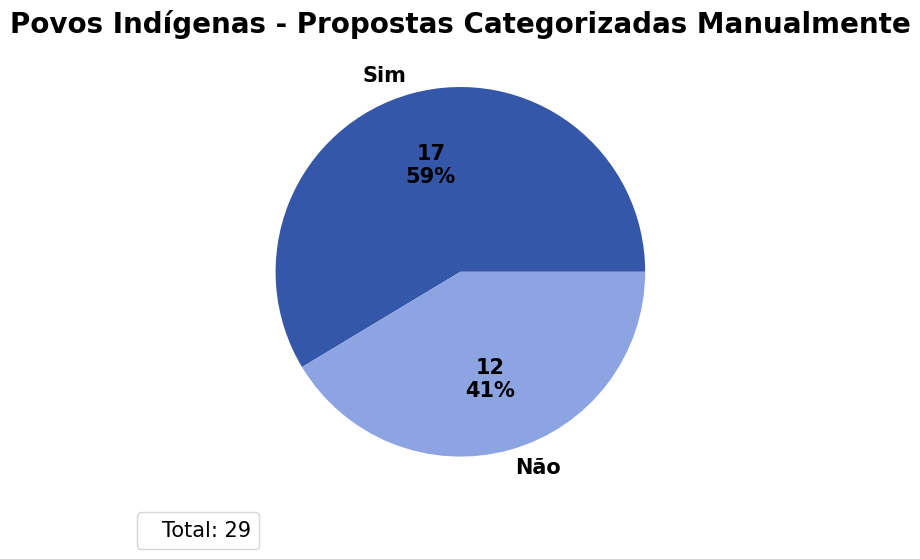 Povos Indígenas - Propostas Categorizadas Manualmente
Sim
17
59%
12
41%
Não
Total: 29